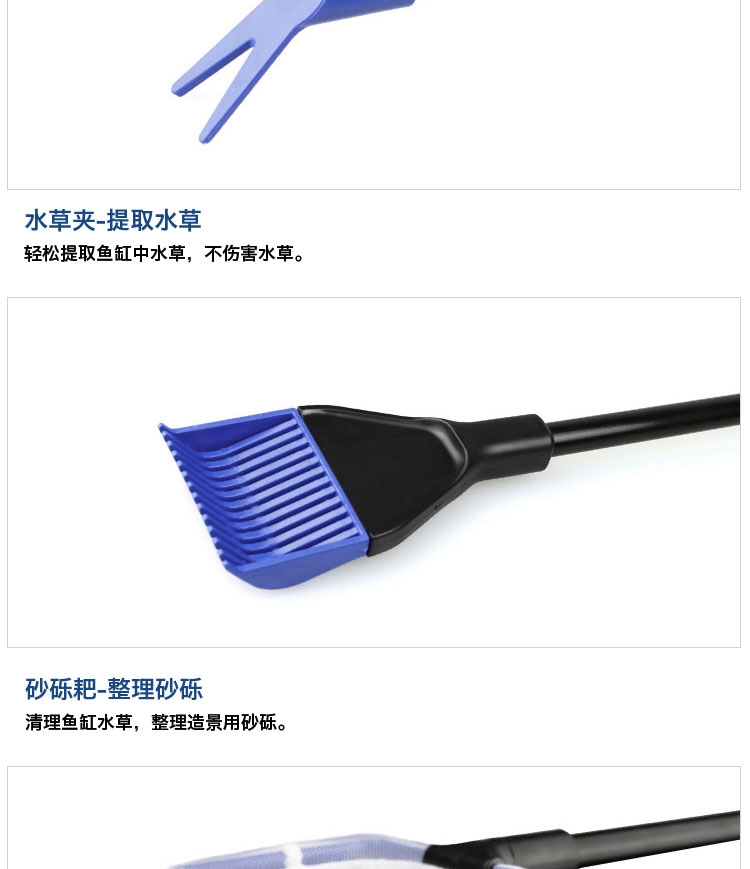 水草夹-提取水草
轻松提取鱼缸中水草，不伤害水草。
砂砾耙-整理砂砾
清理鱼缸水草，整理造景用砂砾。